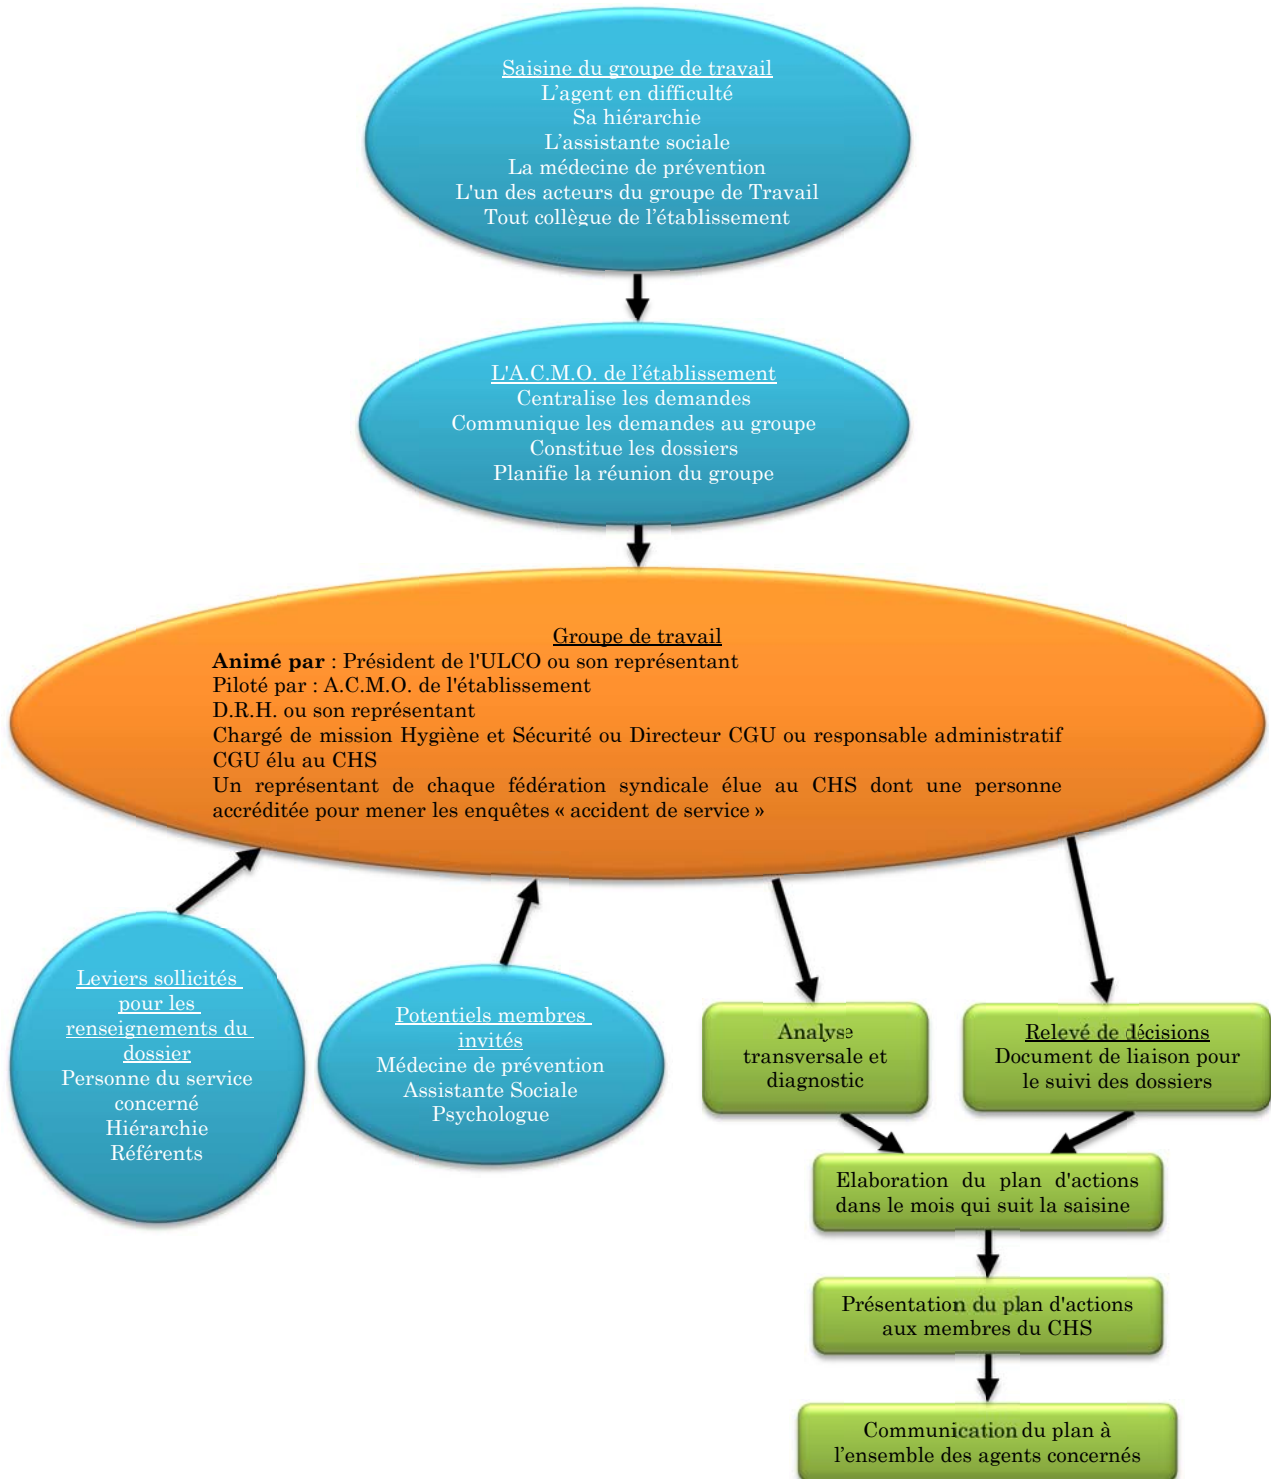 Saisine du groupe de travail
L'agent en difficulté
Sa hiérarchie
L'assistante sociale
La médecine de prévention
L'un des acteurs du groupe de Travail
Tout collègue de l'établissement
L'A.C.M.O. de l'établissement
Centralise les demandes
Communique les demandes au groupe
Constitue les dossiers
Planifie la réunion du groupe
Groupe de travail
Animé par : Président de l'ULCO ou son représentant
Piloté par : A.C.M.O. de l'établissement
D.R.H. ou son représentant
Chargé de mission Hygiène et Sécurité ou Directeur CGU ou responsable administratif
CGU élu au CHS
Un représentant de chaque fédération syndicale élue au CHS dont une personne
accréditée pour mener les enquêtes « accident de service »
Leviers sollicités
pour les
renseignements du
dossier
Personne du service
concerné
Hiérarchie
Référents
Potentiels membres
invités
Médecine de prévention
Assistante Sociale
Psychologue
Analyse
transversale et
diagnostic
Relevé de décisions
Document de liaison pour
le suivi des dossiers
Elaboration du plan d'actions
dans le mois qui suit la saisine
Présentation du plan d'actions
aux membres du CHS
Communication du plan à
l'ensemble des agents concernés